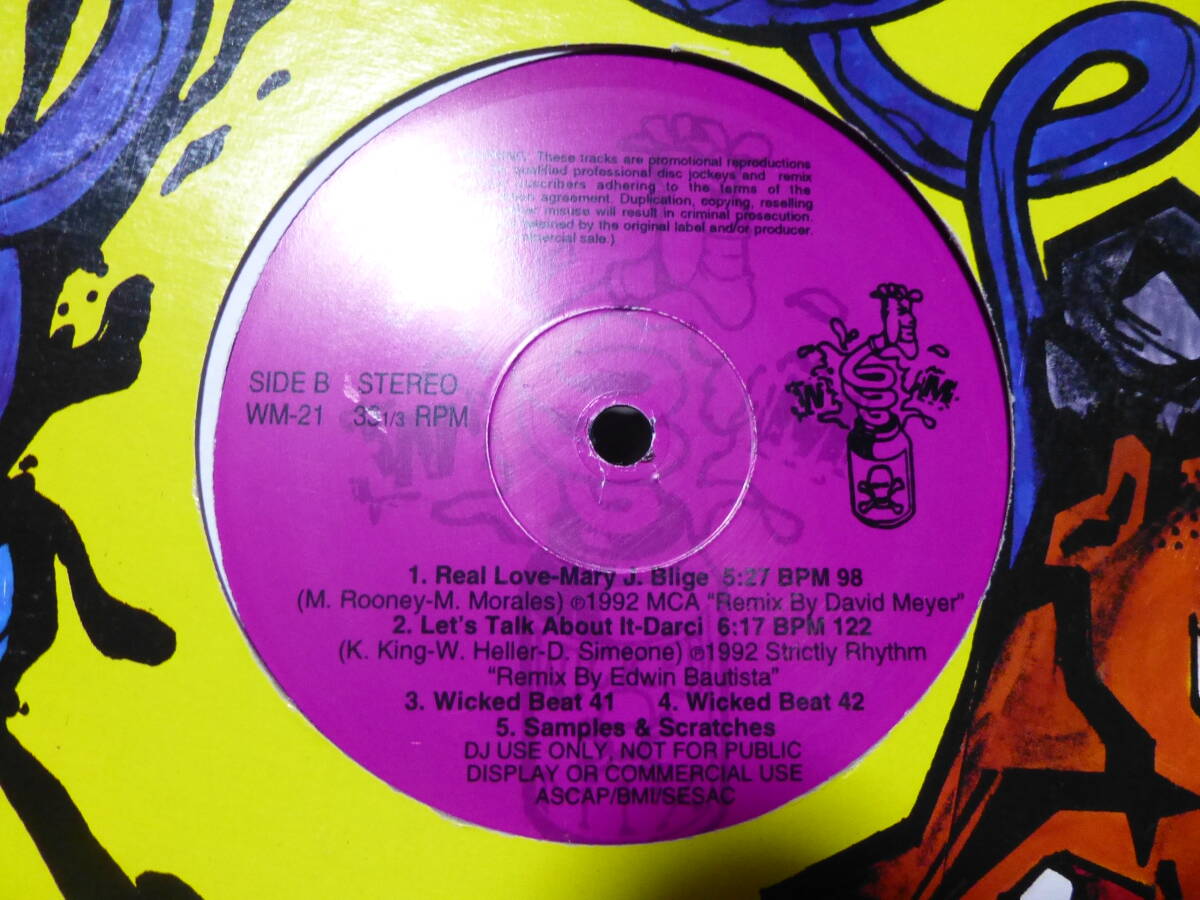 These tracks are promotional reproductions
qualified professional disc jockeys and remix
adhering to the terms of the
agreement. Duplication, copying, reselling
misuse will result in criminal prosecution.
by the original label and/or producer.
sale.)
SIDE B STEREO
WM-21 33 1/3 RPM
W M
1. Real Love-Mary J. Blige 5:27 BPM 98
(M. Rooney-M. Morales) ℗1992 MCA "Remix By David Meyer"
2. Let's Talk About It-Darci 6:17 BPM 122
(K. King-W. Heller-D. Simeone) ℗1992 Strictly Rhythm
"Remix By Edwin Bautista"
3. Wicked Beat 41 4. Wicked Beat 42
5. Samples & Scratches
DJ USE ONLY, NOT FOR PUBLIC
DISPLAY OR COMMERCIAL USE
ASCAP/BMI/SESAC